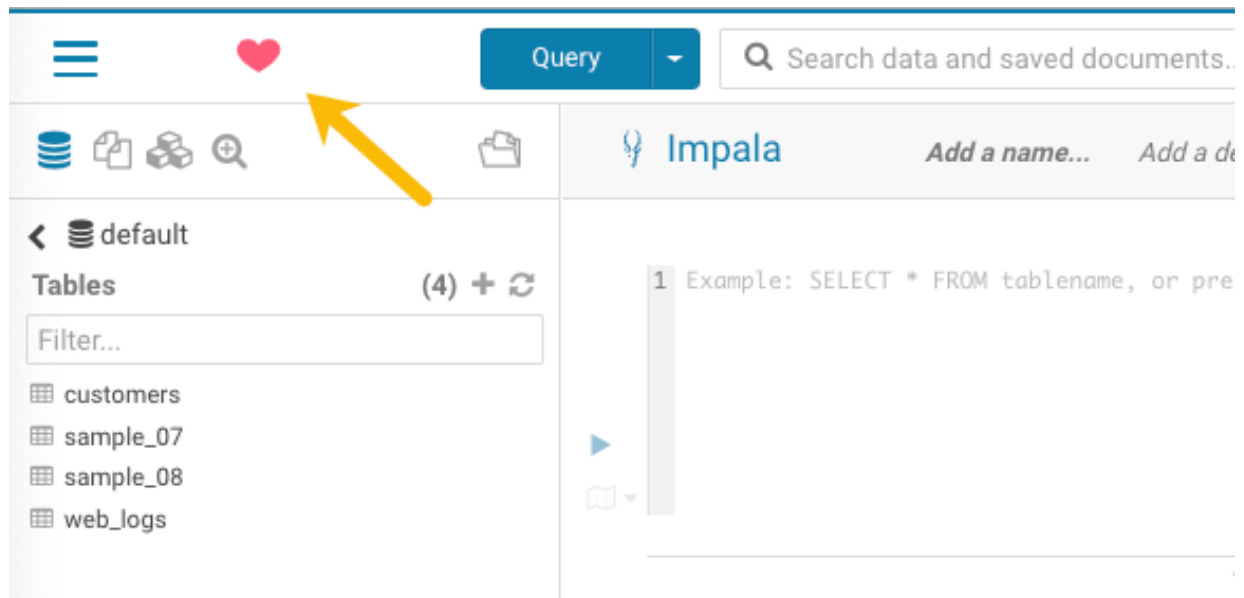 Query
Search data and saved documents...
Impala
Add a name...
Add a de
default
Tables (4)
Filter...
1 Example: SELECT * FROM tablename, or pre
customers
sample_07
sample_08
web_logs